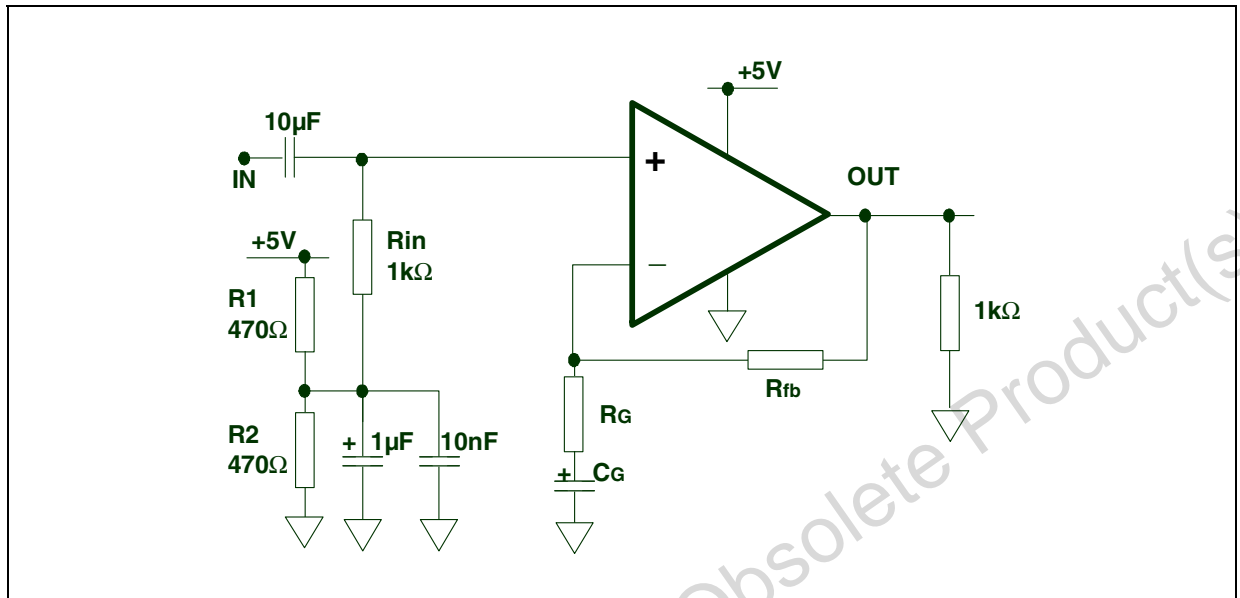 +5V
10µF
IN
+
OUT
+5V
Rin
1kΩ
–
R1
470Ω
1kΩ
Rfb
RG
R2
470Ω
+ 1µF
10nF
+ CG
Obsolete Product(s)